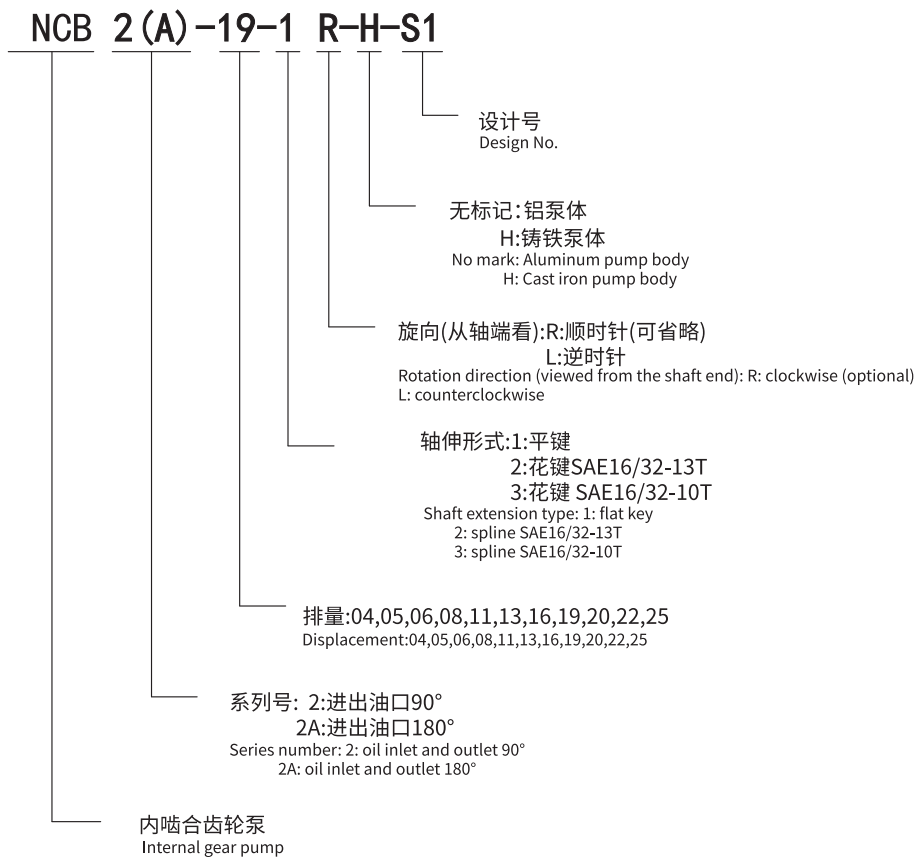 NCB 2(A)-19-1 R-H-S1
设计号
Design No.
无标记:铝泵体
H:铸铁泵体
No mark: Aluminum pump body
H: Cast iron pump body
旋向(从轴端看):R:顺时针(可省略)
L:逆时针
Rotation direction (viewed from the shaft end): R: clockwise (optional)
L: counterclockwise
轴伸形式:1:平键
2:花键SAE16/32-13T
3:花键 SAE16/32-10T
Shaft extension type: 1: flat key
2: spline SAE16/32-13T
3: spline SAE16/32-10T
排量:04,05,06,08,11,13,16,19,20,22,25
Displacement:04,05,06,08,11,13,16,19,20,22,25
系列号: 2:进出油口90°
2A:进出油口180°
Series number: 2: oil inlet and outlet 90°
2A: oil inlet and outlet 180°
内啮合齿轮泵
Internal gear pump